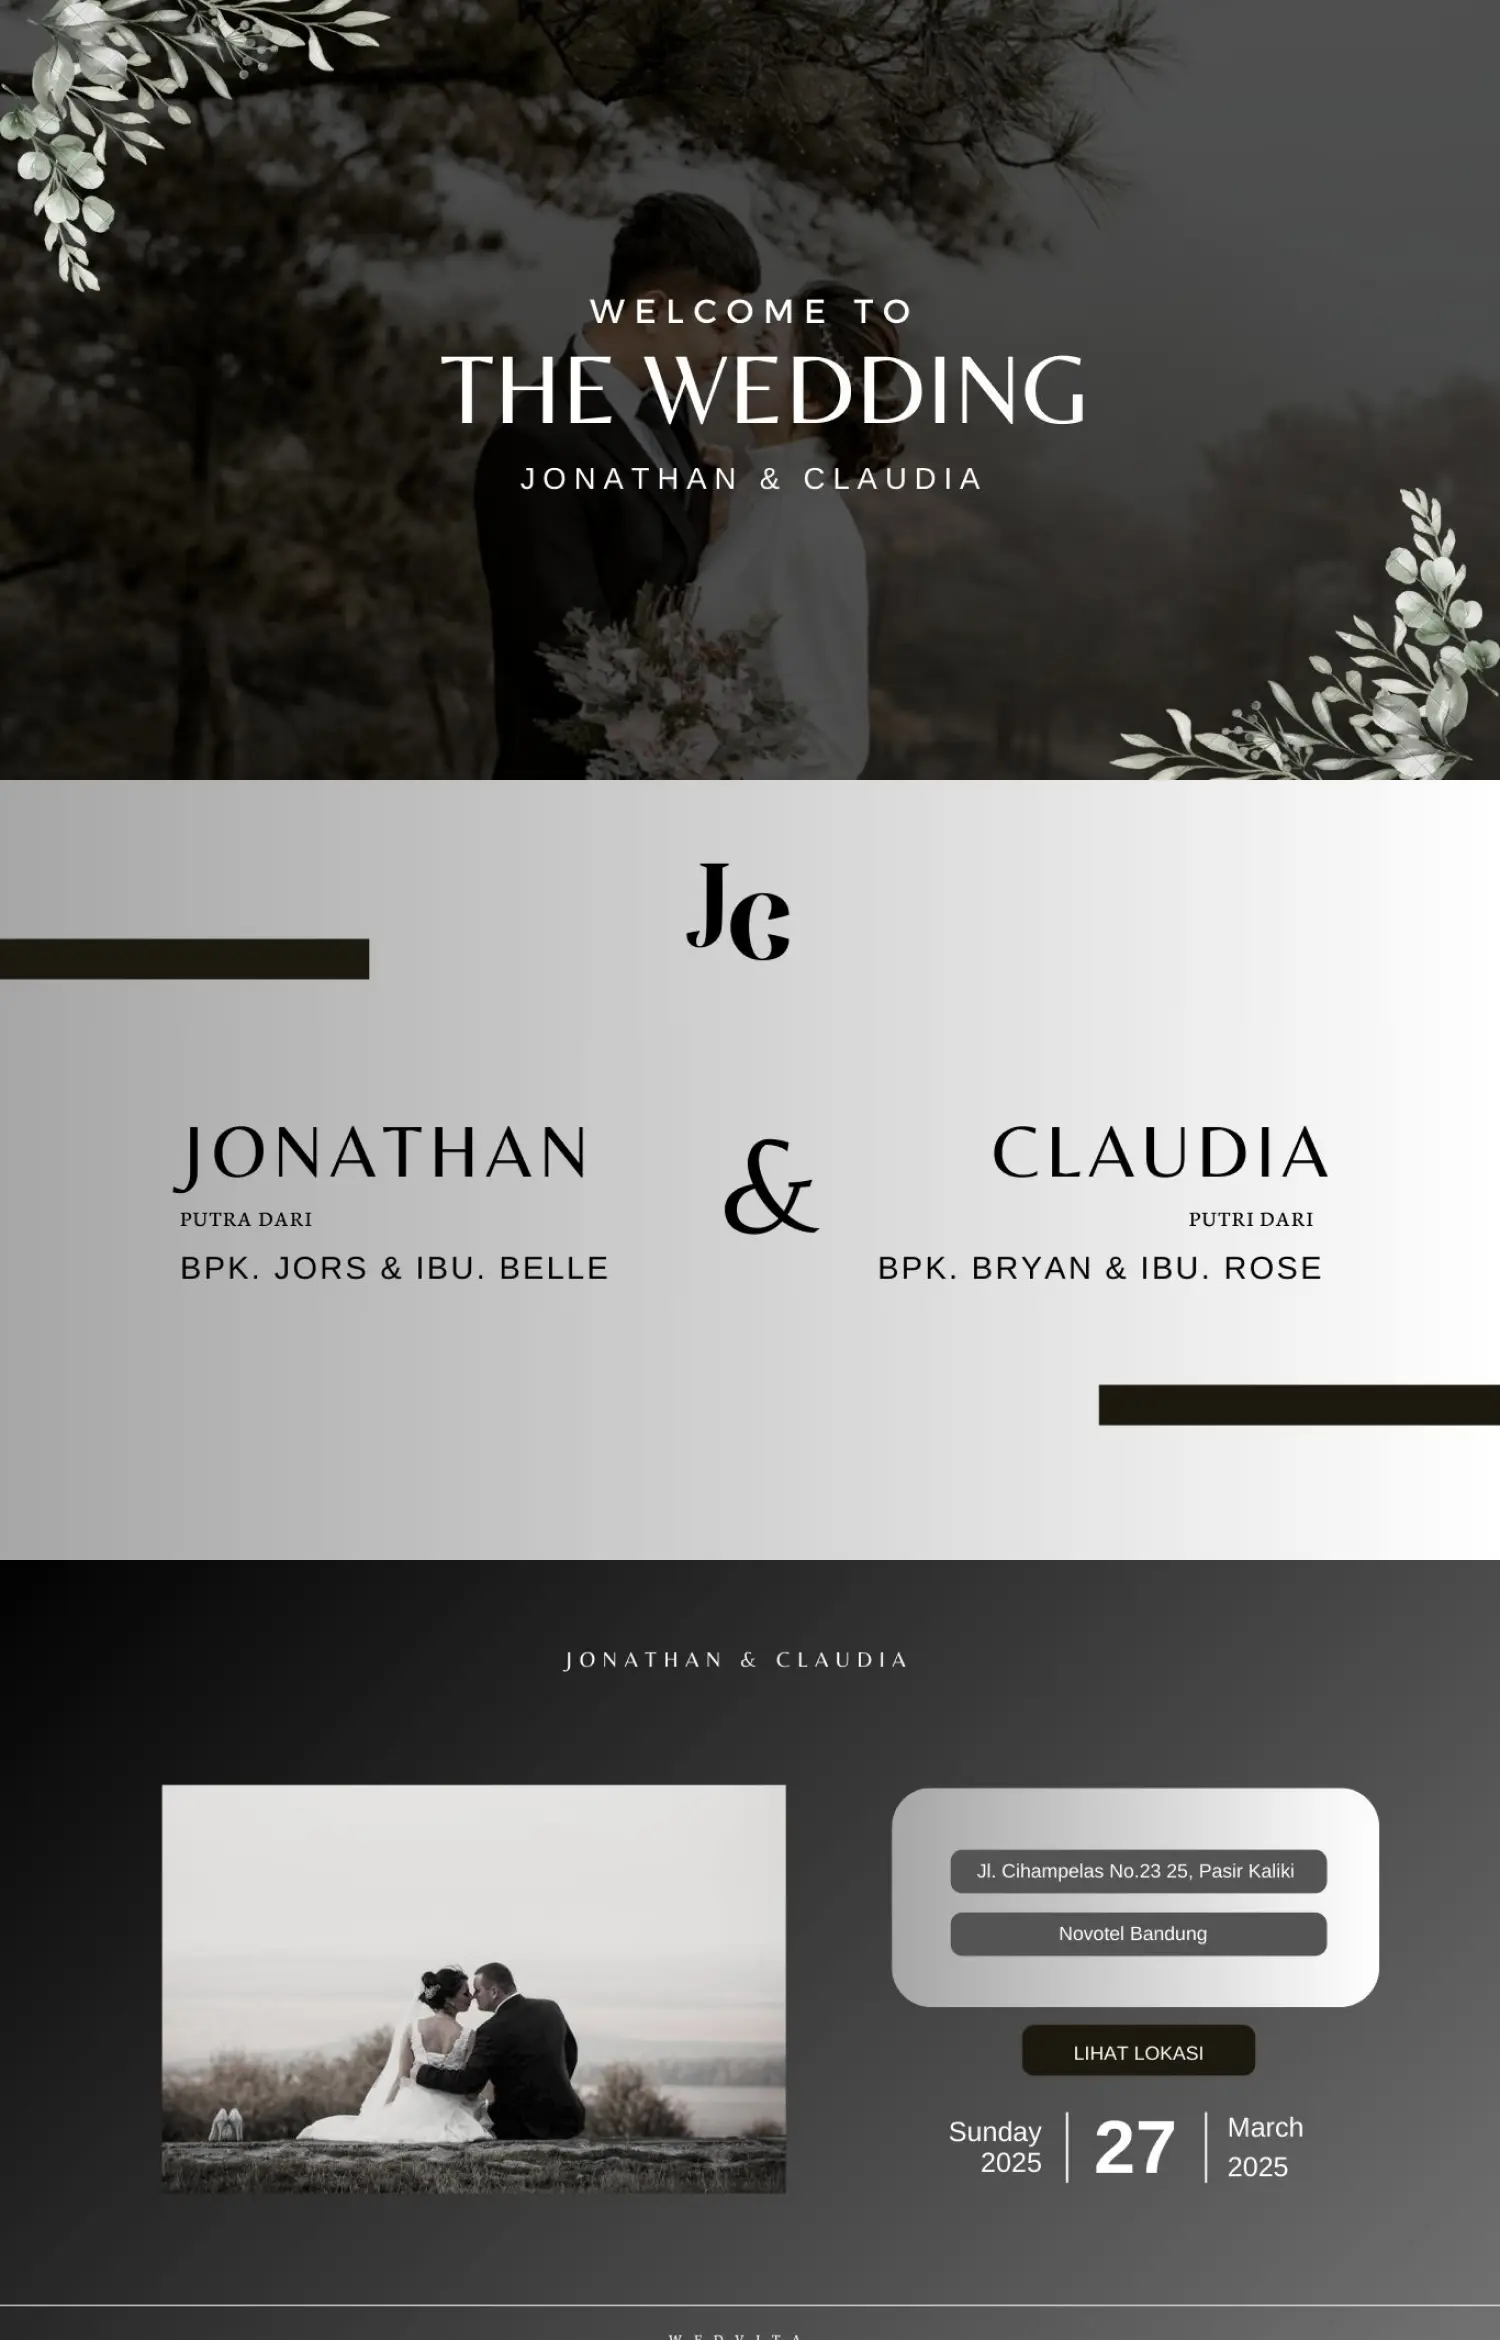 WELCOME TO
THE WEDDING
JONATHAN & CLAUDIA
JC
JONATHAN
PUTRA DARI
BPK. JORS & IBU. BELLE
&
CLAUDIA
PUTRI DARI
BPK. BRYAN & IBU. ROSE
JONATHAN & CLAUDIA
Jl. Cihampelas No.23 25, Pasir Kaliki
Novotel Bandung
LIHAT LOKASI
Sunday
2025
27
March
2025
WEDVITA